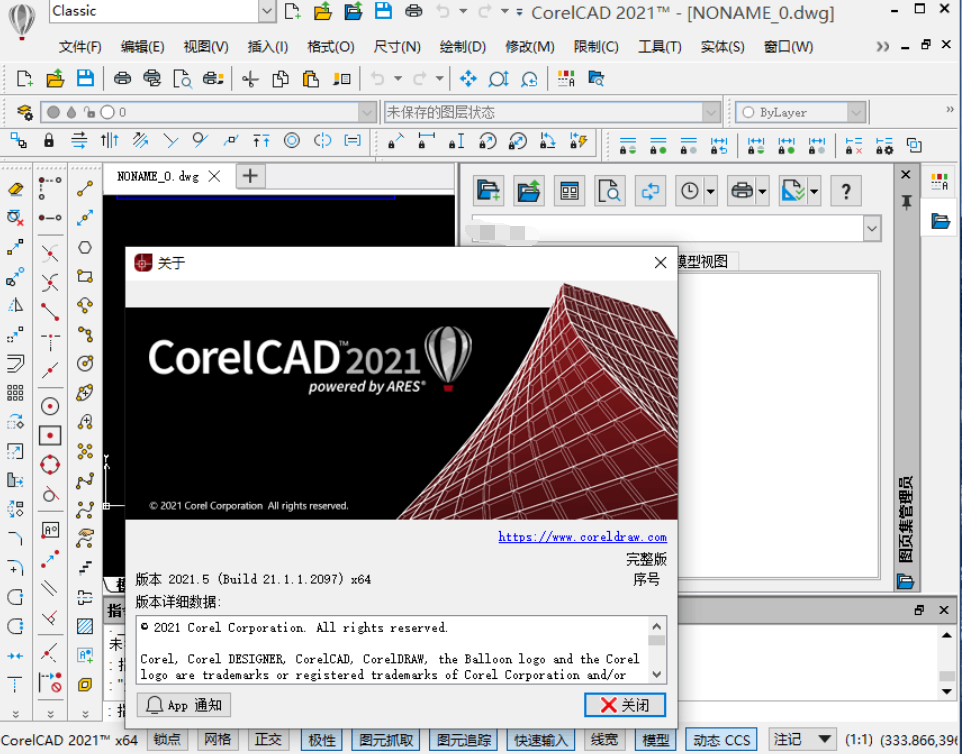 Classic
CorelCAD 2021™ - [NONAME_0.dwg]
文件(F) 编辑(E) 视图(V) 插入(I) 格式(O) 尺寸(N) 绘制(D) 修改(M) 限制(C) 工具(T) 实体(S) 窗口(W)
0 未保存的图层状态 ByLayer
NONAME_0.dwg
模型视图
关于
CorelCAD™2021
powered by ARES®
© 2021 Corel Corporation All rights reserved.
https://www.coreldraw.com
完整版
版本 2021.5 (Build 21.1.1.2097) x64 序号
版本详细数据:
© 2021 Corel Corporation. All rights reserved.
Corel, Corel DESIGNER, CorelCAD, CorelDRAW, the Balloon logo and the Corel
logo are trademarks or registered trademarks of Corel Corporation and/or
App 通知 关闭
图页集管理员
CorelCAD 2021™ x64 锁点 网格 正交 极性 图元抓取 图元追踪 快速输入 线宽 模型 动态 CCS 注记 (1:1) (333.866,396